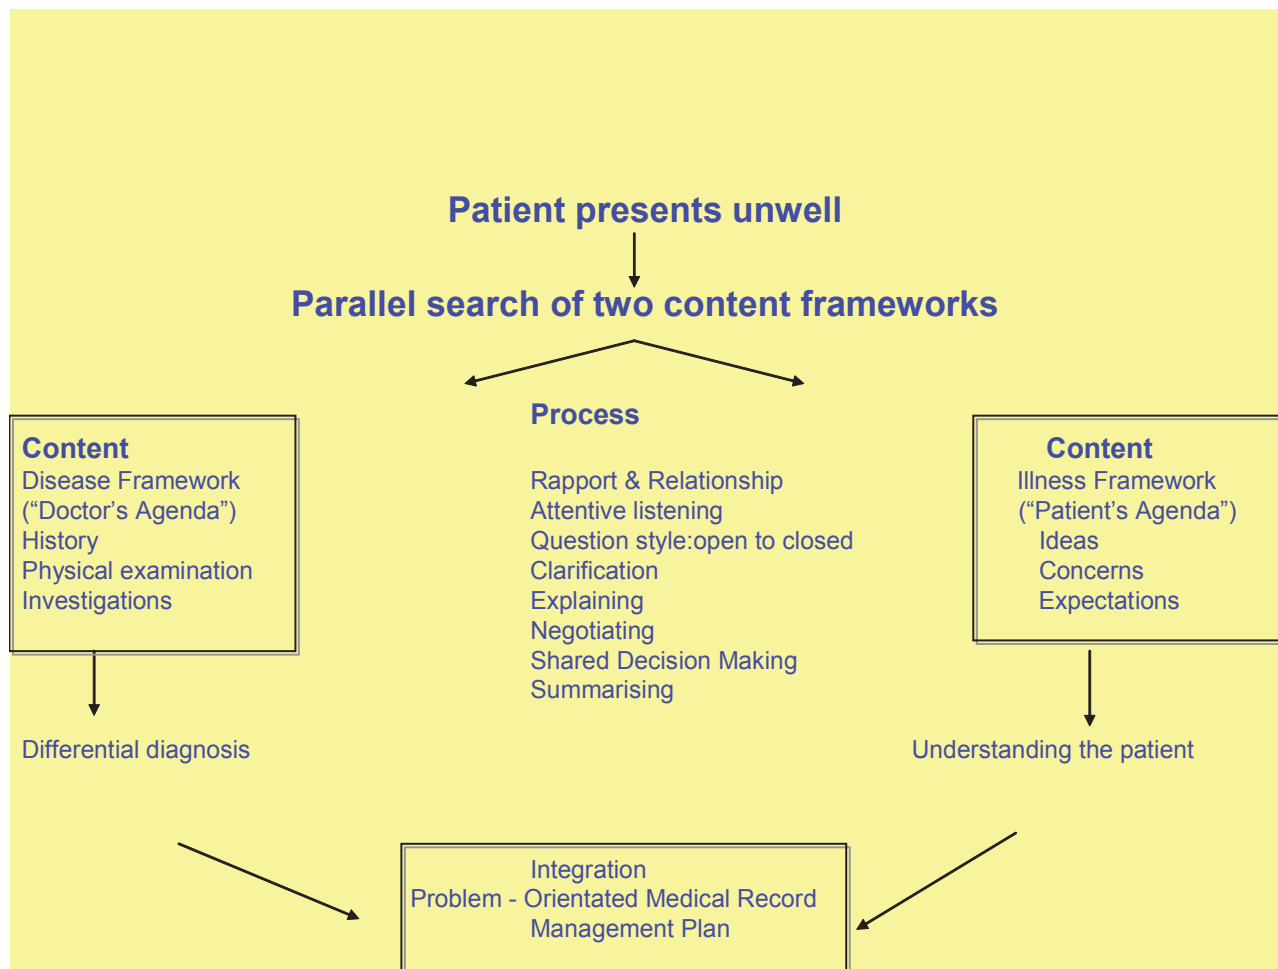 Patient presents unwell
Parallel search of two content frameworks
Content
Disease Framework
(“Doctor’s Agenda”)
History
Physical examination
Investigations
Process
Rapport & Relationship
Attentive listening
Question style:open to closed
Clarification
Explaining
Negotiating
Shared Decision Making
Summarising
Content
Illness Framework
(“Patient’s Agenda”)
Ideas
Concerns
Expectations
Differential diagnosis
Understanding the patient
Integration
Problem - Orientated Medical Record
Management Plan